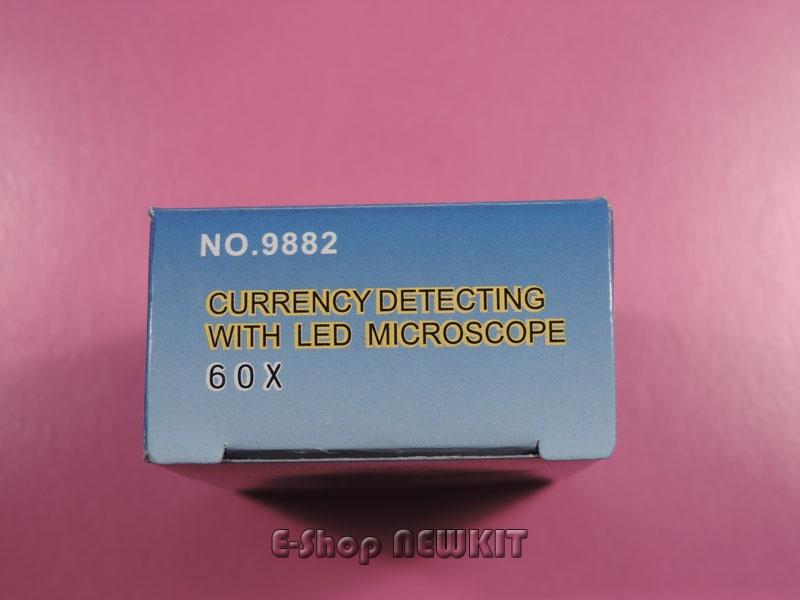 NO.9882
CURRENCY DETECTING
WITH LED MICROSCOPE
60X
E-Shop NEWKIT